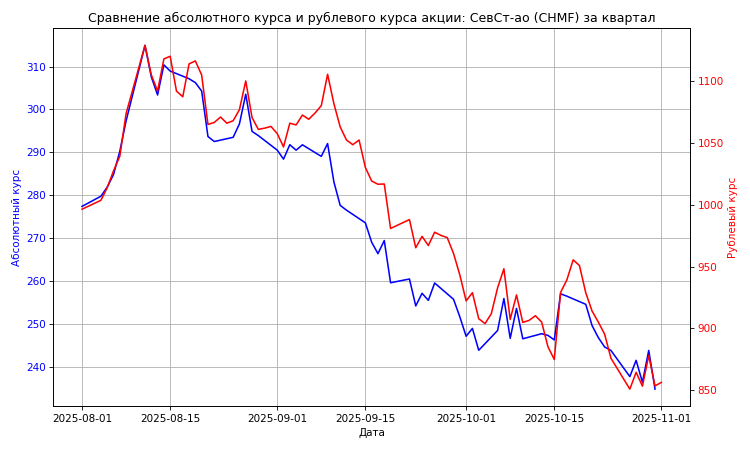 Сравнение абсолютного курса и рублевого курса акции: СевСт-ао (CHMF) за квартал
Абсолютный курс
310
300
290
280
270
260
250
240
1100
1050
1000
950
900
850
Рублевый курс
2025-08-01 2025-08-15 2025-09-01 2025-09-15 2025-10-01 2025-10-15 2025-11-01
Дата